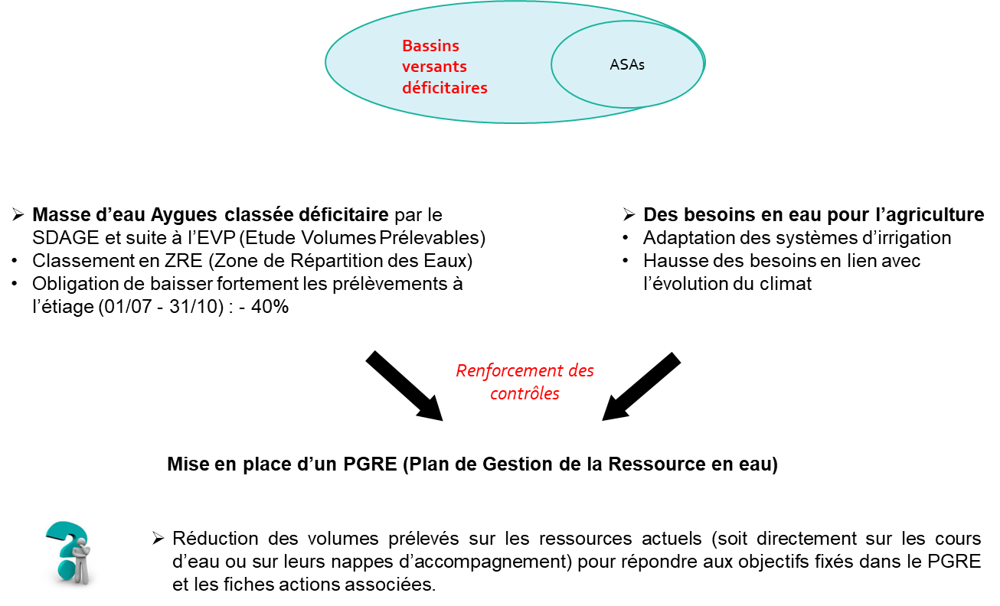 Bassins
versants
déficitaires
ASAs
➢ Masse d’eau Aygues classée déficitaire par le
SDAGE et suite à l’EVP (Etude Volumes Prélevables)
• Classement en ZRE (Zone de Répartition des Eaux)
• Obligation de baisser fortement les prélèvements à
l’étiage (01/07 - 31/10) : - 40%
➢ Des besoins en eau pour l’agriculture
• Adaptation des systèmes d’irrigation
• Hausse des besoins en lien avec
l’évolution du climat
Renforcement des
contrôles
Mise en place d’un PGRE (Plan de Gestion de la Ressource en eau)
➢ Réduction des volumes prélevés sur les ressources actuels (soit directement sur les cours
d’eau ou sur leurs nappes d’accompagnement) pour répondre aux objectifs fixés dans le PGRE
et les fiches actions associées.